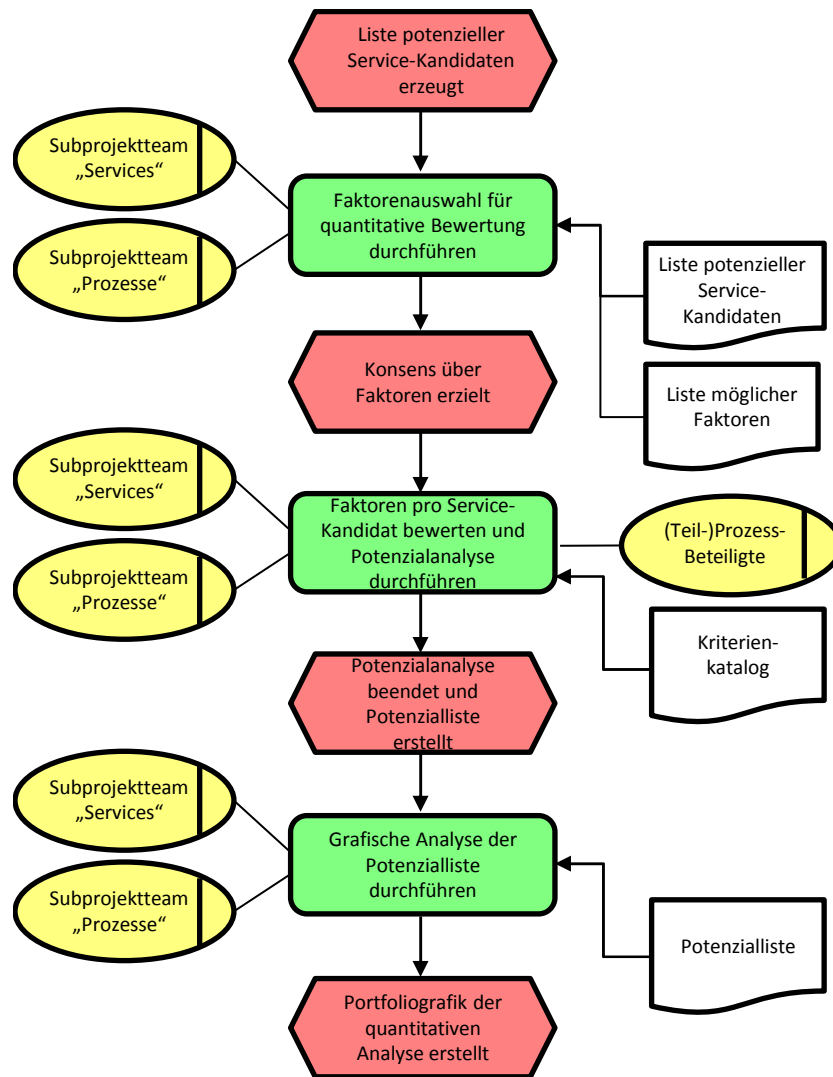 Liste potenzieller
Service-Kandidaten
erzeugt
Subprojektteam
„Services“
Subprojektteam
„Prozesse“
Faktorenauswahl für
quantitative Bewertung
durchführen
Liste potenzieller
Service-
Kandidaten
Liste möglicher
Faktoren
Konsens über
Faktoren erzielt
Subprojektteam
„Services“
Subprojektteam
„Prozesse“
Faktoren pro Service-
Kandidat bewerten und
Potenzialanalyse
durchführen
(Teil-)Prozess-
Beteiligte
Kriterien-
katalog
Potenzialanalyse
beendet und
Potenzialliste
erstellt
Subprojektteam
„Services“
Subprojektteam
„Prozesse“
Grafische Analyse der
Potenzialliste
durchführen
Potenzialliste
Portfoliografik der
quantitativen
Analyse erstellt